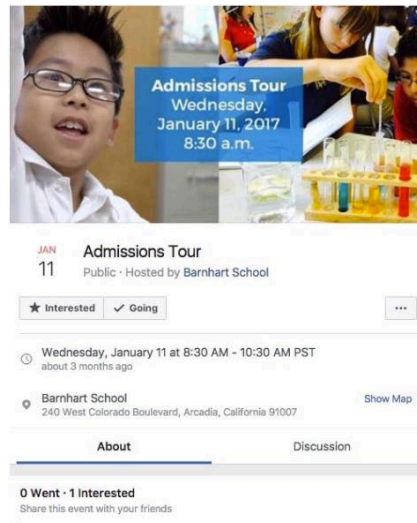 Admissions Tour
Wednesday,
January 11, 2017
8:30 a.m.
JAN
11
Admissions Tour
Public · Hosted by Barnhart School
Interested
Going
Wednesday, January 11 at 8:30 AM - 10:30 AM PST
about 3 months ago
Barnhart School
Show Map
240 West Colorado Boulevard, Arcadia, California 91007
About
Discussion
0 Went · 1 Interested
Share this event with your friends